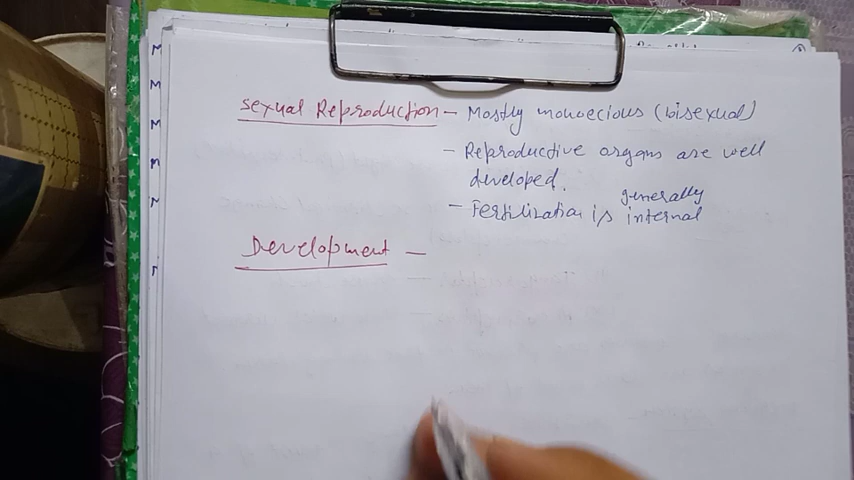 Sexual Reproduction – Mostly monoecious (bisexual)
– Reproductive organs are well
developed.
generally
– Fertilization is internal
Development –